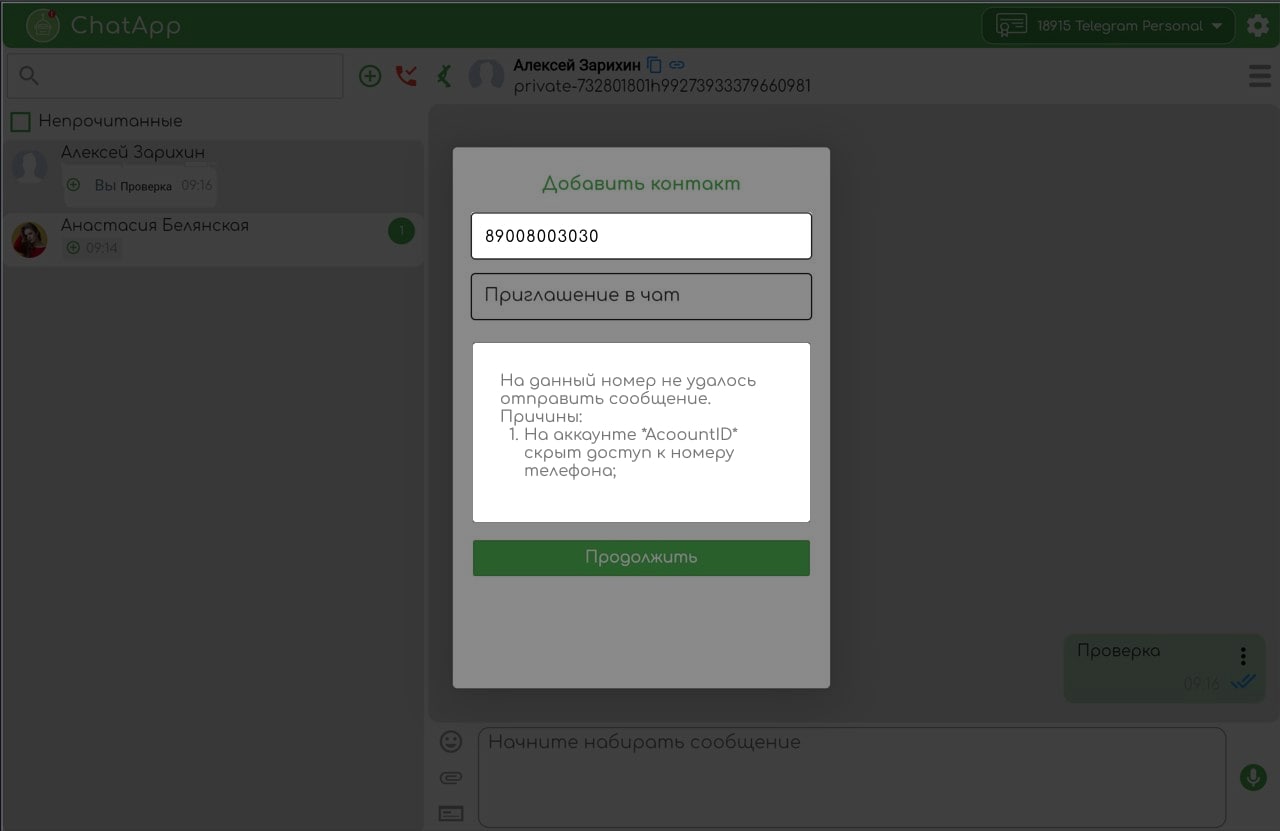 ChatApp
18915 Telegram Personal
Алексей Зарихин
private-732801801h99273933379660981
Непрочитанные
Алексей Зарихин
Вы Проверка 09:16
Анастасия Белянская
1
09:14
Добавить контакт
89008003030
Приглашение в чат
На данный номер не удалось
отправить сообщение.
Причины:
1. На аккаунте *AcoountID*
скрыт доступ к номеру
телефона;
Продолжить
Проверка
09:16
Начните набирать сообщение